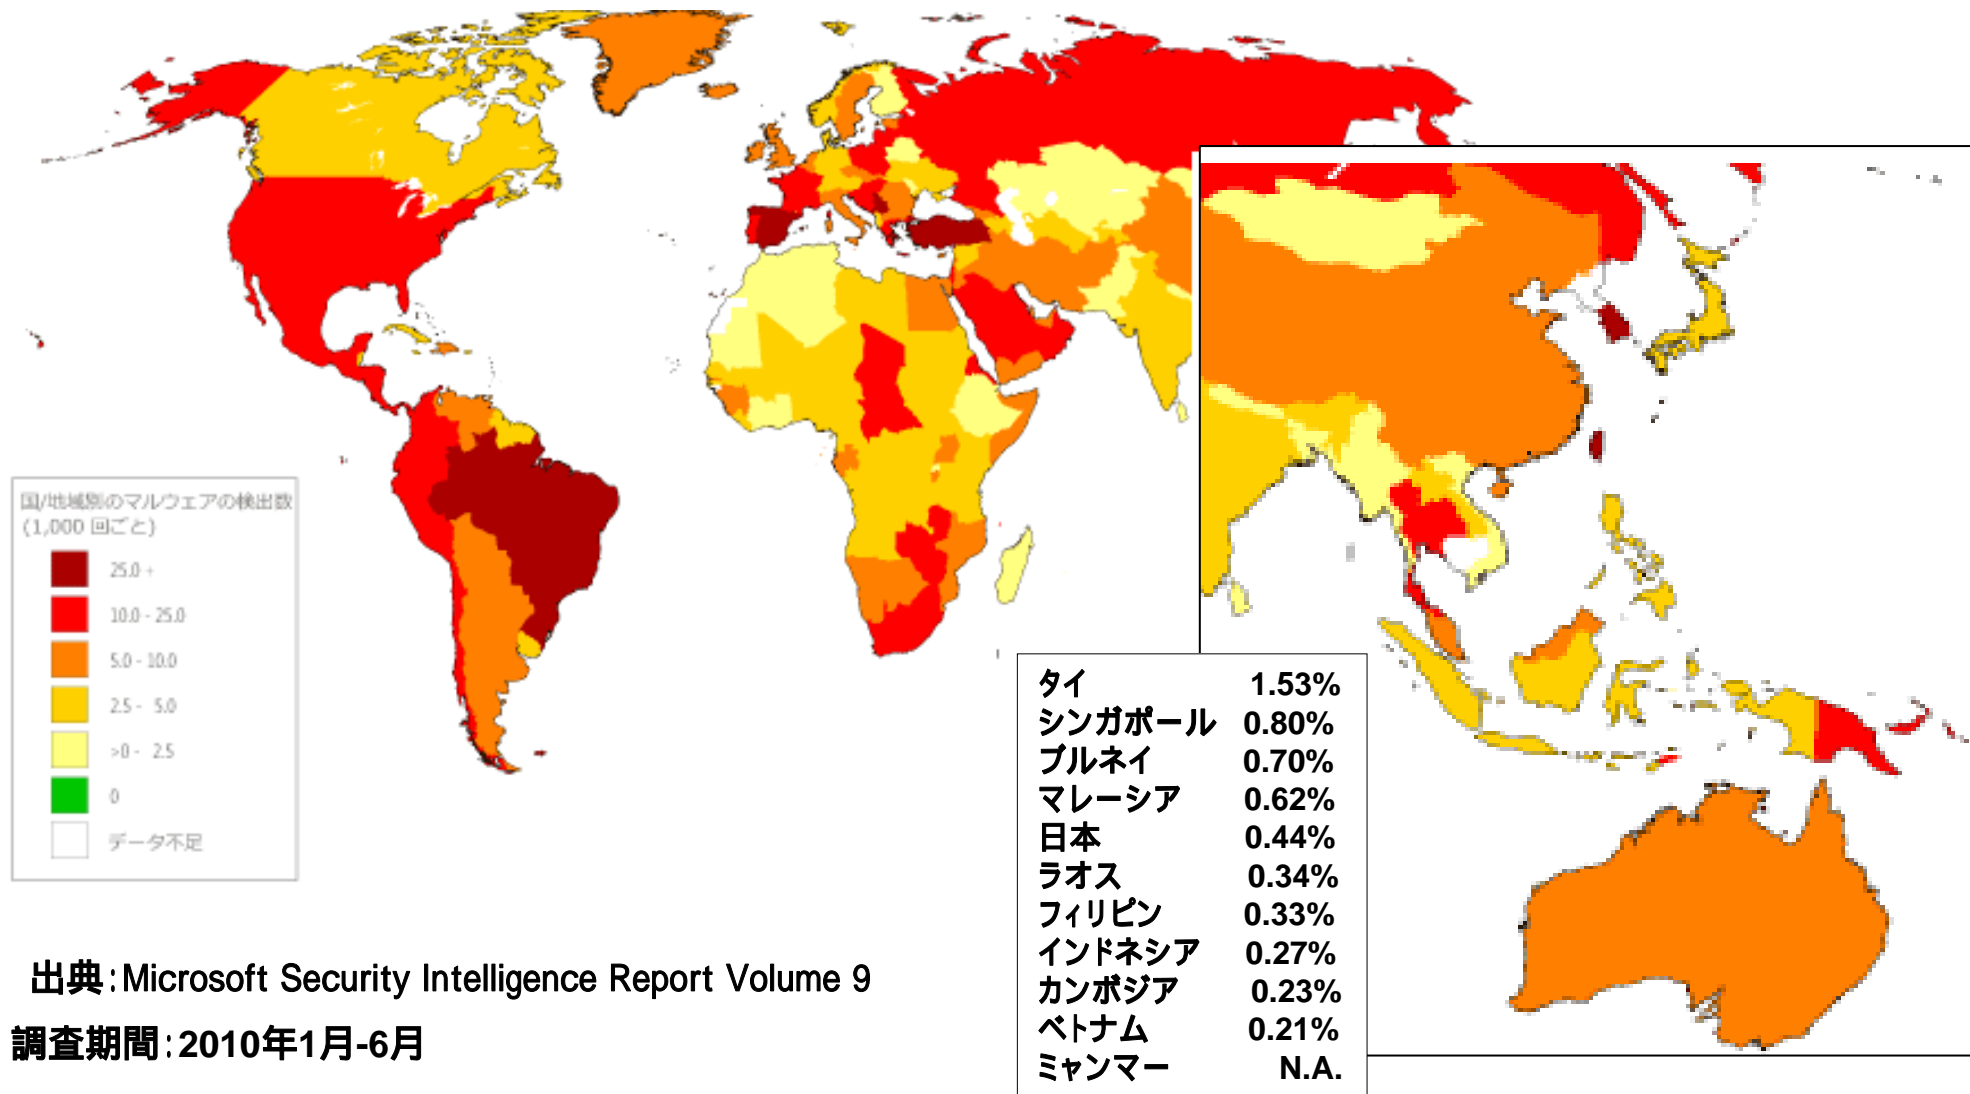 国/地域別のマルウェアの検出数
(1,000 回ごと)
25.0 +
10.0 - 25.0
5.0 - 10.0
2.5 - 5.0
>0 - 2.5
0
データ不足
タイ 1.53%
シンガポール 0.80%
ブルネイ 0.70%
マレーシア 0.62%
日本 0.44%
ラオス 0.34%
フィリピン 0.33%
インドネシア 0.27%
カンボジア 0.23%
ベトナム 0.21%
ミャンマー N.A.
出典:Microsoft Security Intelligence Report Volume 9
調査期間:2010年1月-6月